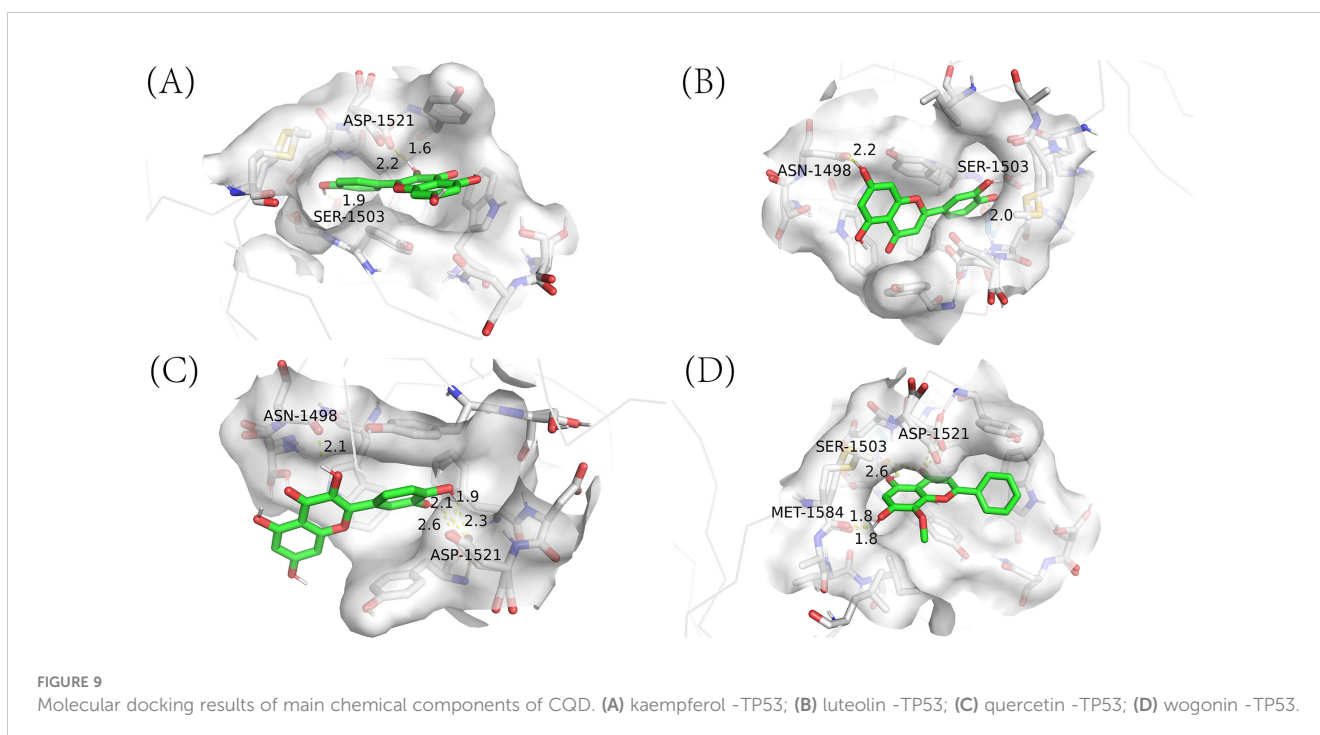 (A)
ASP-1521
1.6
2.2
1.9
SER-1503
(B)
2.2
ASN-1498
SER-1503
2.0
(C)
ASN-1498
2.1
1.9
2.1
2.6
2.3
ASP-1521
(D)
ASP-1521
SER-1503
2.6
MET-1584
1.8
1.8
FIGURE 9
Molecular docking results of main chemical components of CQD. (A) kaempferol -TP53; (B) luteolin -TP53; (C) quercetin -TP53; (D) wogonin -TP53.